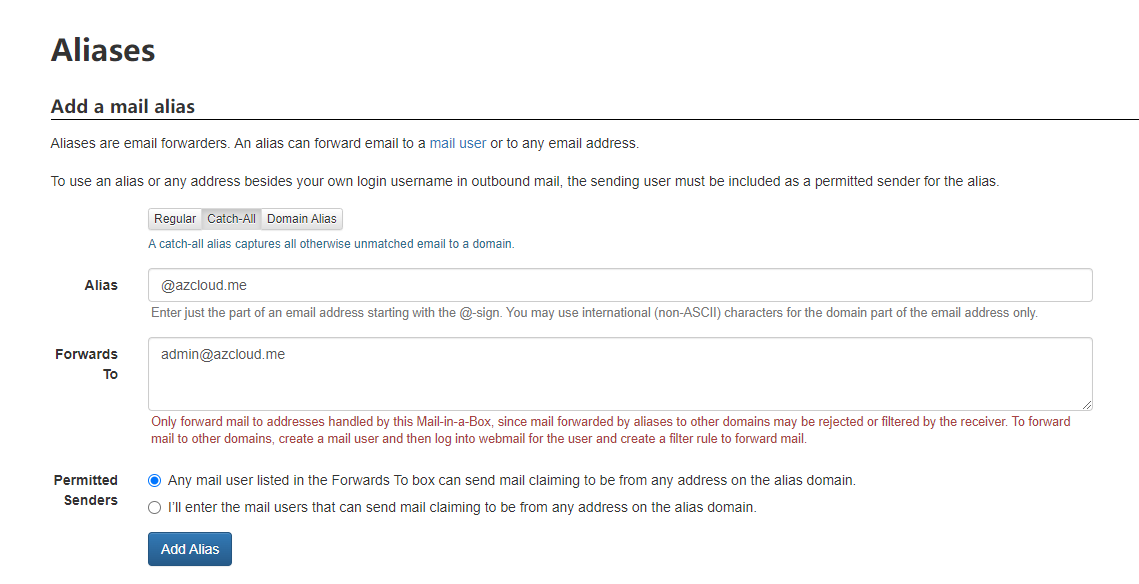 Aliases
Add a mail alias
Aliases are email forwarders. An alias can forward email to a mail user or to any email address.
To use an alias or any address besides your own login username in outbound mail, the sending user must be included as a permitted sender for the alias.
Regular Catch-All Domain Alias
A catch-all alias captures all otherwise unmatched email to a domain.
Alias @azcloud.me
Enter just the part of an email address starting with the @-sign. You may use international (non-ASCII) characters for the domain part of the email address only.
Forwards To admin@azcloud.me
Only forward mail to addresses handled by this Mail-in-a-Box, since mail forwarded by aliases to other domains may be rejected or filtered by the receiver. To forward
mail to other domains, create a mail user and then log into webmail for the user and create a filter rule to forward mail.
Permitted Senders Any mail user listed in the Forwards To box can send mail claiming to be from any address on the alias domain.
I’ll enter the mail users that can send mail claiming to be from any address on the alias domain.
Add Alias